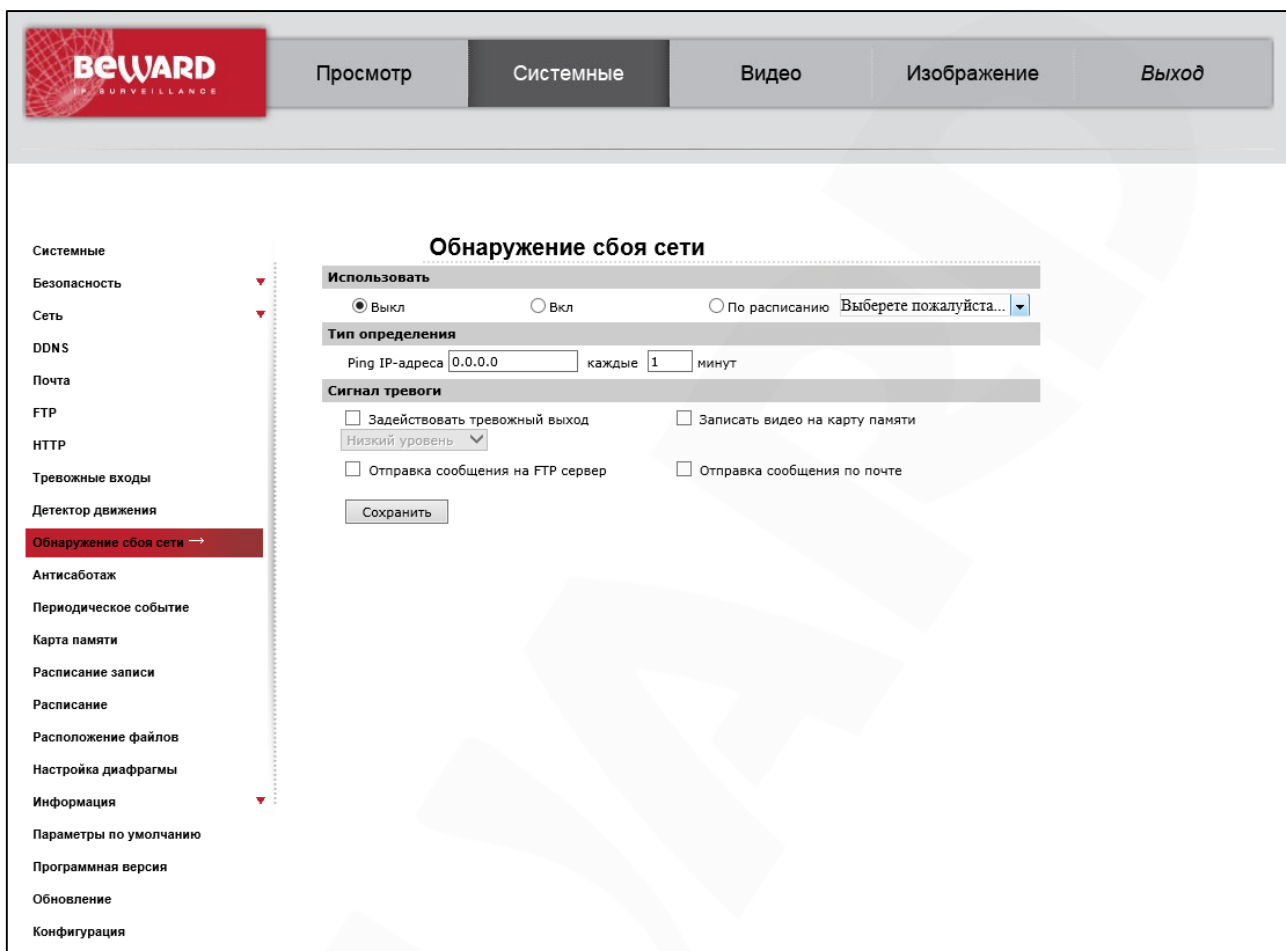 BEWARD
IP SURVEILLANCE
Просмотр
Системные
Видео
Изображение
Выход
Системные
Безопасность
Сеть
DDNS
Почта
FTP
HTTP
Тревожные входы
Детектор движения
Обнаружение сбоя сети →
Антисаботаж
Периодическое событие
Карта памяти
Расписание записи
Расписание
Расположение файлов
Настройка диафрагмы
Информация
Параметры по умолчанию
Программная версия
Обновление
Конфигурация
Обнаружение сбоя сети
Использовать
Выкл Вкл По расписанию Выберете пожалуйста...
Тип определения
Ping IP-адреса 0.0.0.0 каждые 1 минут
Сигнал тревоги
Задействовать тревожный выход Записать видео на карту памяти
Низкий уровень
Отправка сообщения на FTP сервер Отправка сообщения по почте
Сохранить